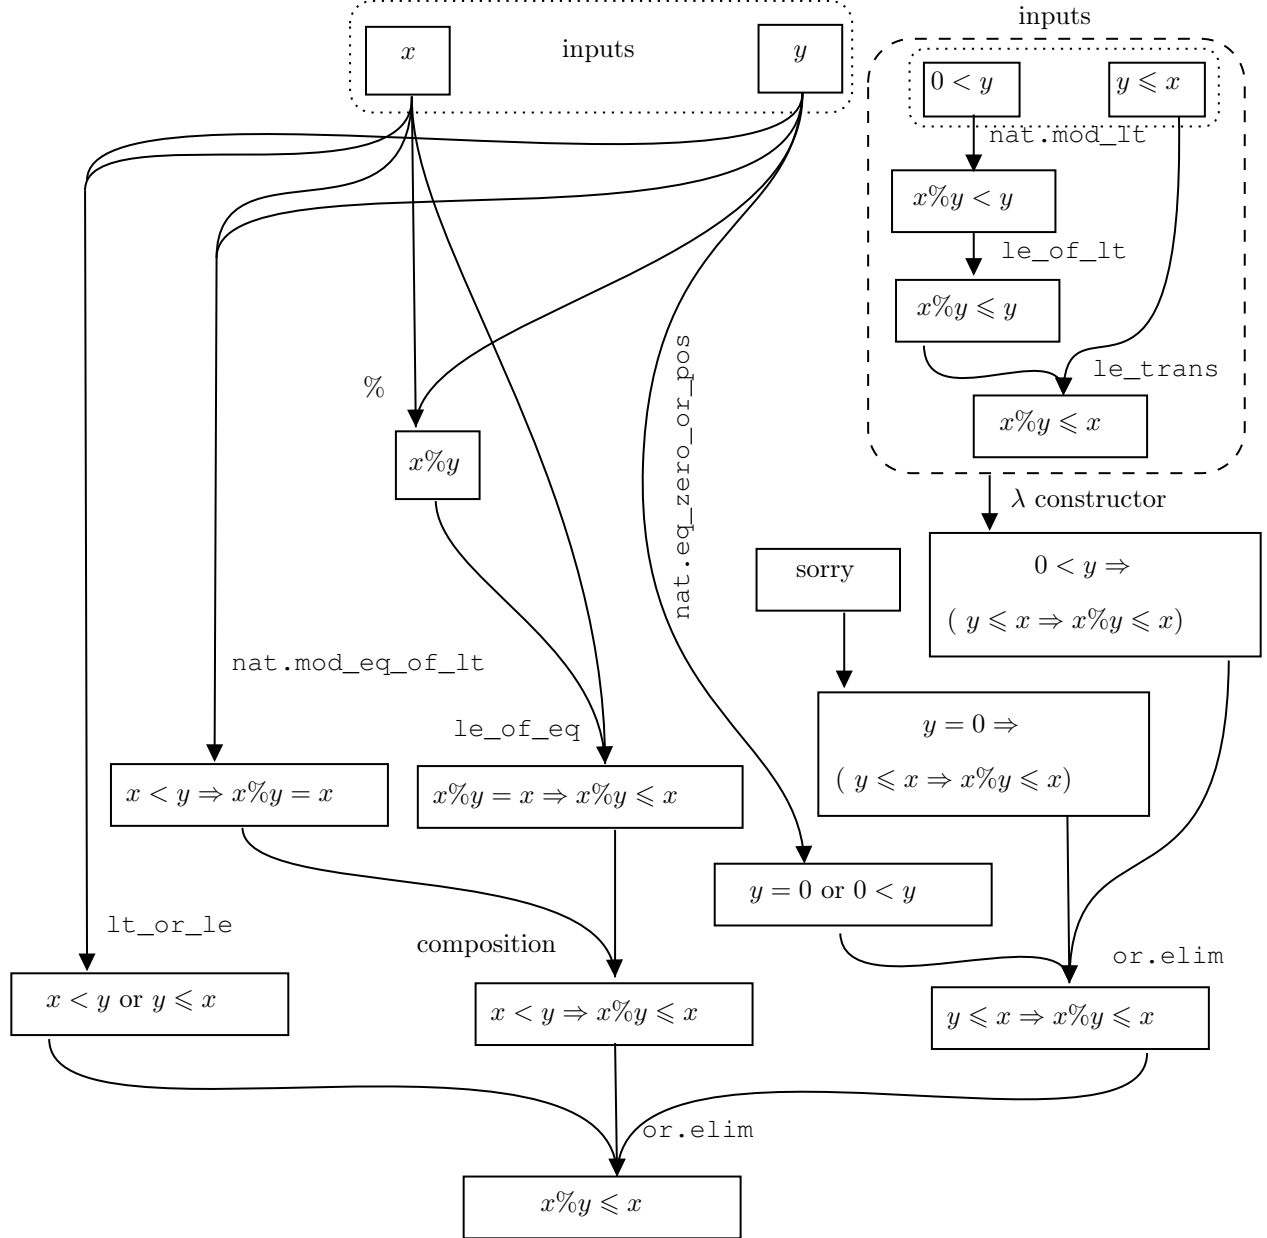 inputs
x
inputs
y
0 < y
y ⩽ x
nat.mod_lt
x%y < y
le_of_lt
x%y ⩽ y
le_trans
x%y ⩽ x
%
x%y
nat.eq_zero_or_pos
λ constructor
0 < y ⇒
( y ⩽ x ⇒ x%y ⩽ x)
sorry
nat.mod_eq_of_lt
le_of_eq
y = 0 ⇒
( y ⩽ x ⇒ x%y ⩽ x)
x < y ⇒ x%y = x
x%y = x ⇒ x%y ⩽ x
y = 0 or 0 < y
lt_or_le
composition
or.elim
x < y or y ⩽ x
x < y ⇒ x%y ⩽ x
y ⩽ x ⇒ x%y ⩽ x
or.elim
x%y ⩽ x